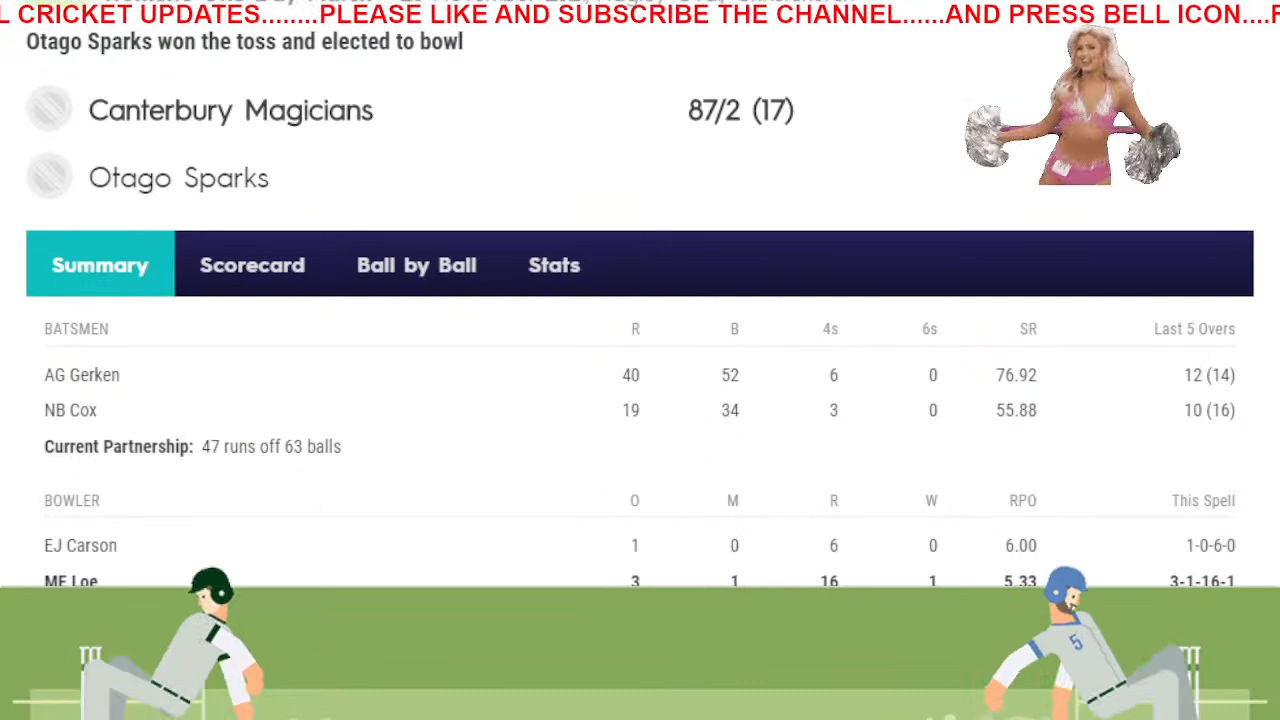 L CRICKET UPDATES........PLEASE LIKE AND SUBSCRIBE THE CHANNEL......AND PRESS BELL ICON....F
Otago Sparks won the toss and elected to bowl
Canterbury Magicians 87/2 (17)
Otago Sparks
Summary Scorecard Ball by Ball Stats
BATSMEN R B 4s 6s SR Last 5 Overs
AG Gerken 40 52 6 0 76.92 12 (14)
NB Cox 19 34 3 0 55.88 10 (16)
Current Partnership: 47 runs off 63 balls
BOWLER O M R W RPO This Spell
EJ Carson 1 0 6 0 6.00 1-0-6-0
MF Loe 3 1 16 1 5.33 3-1-16-1
5